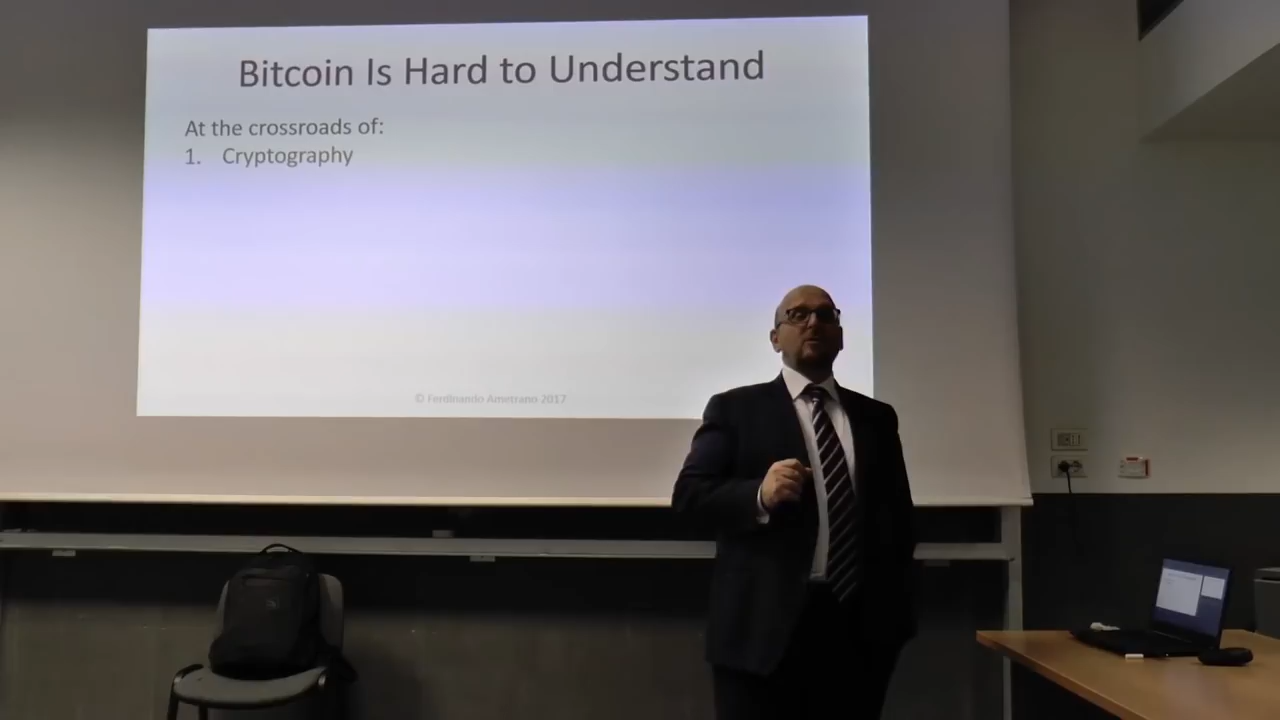 Bitcoin Is Hard to Understand
At the crossroads of:
1. Cryptography
© Ferdinando Ametrano 2017